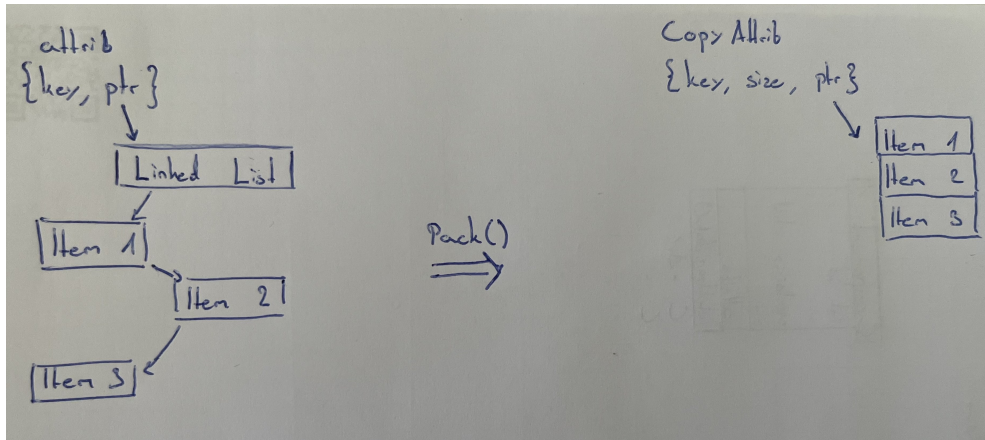 attrib
{key, ptr}
Linked List
Item 1
Item 2
Item 3
Pack()
Copy Attrib
{key, size, ptr}
Item 1
Item 2
Item 3